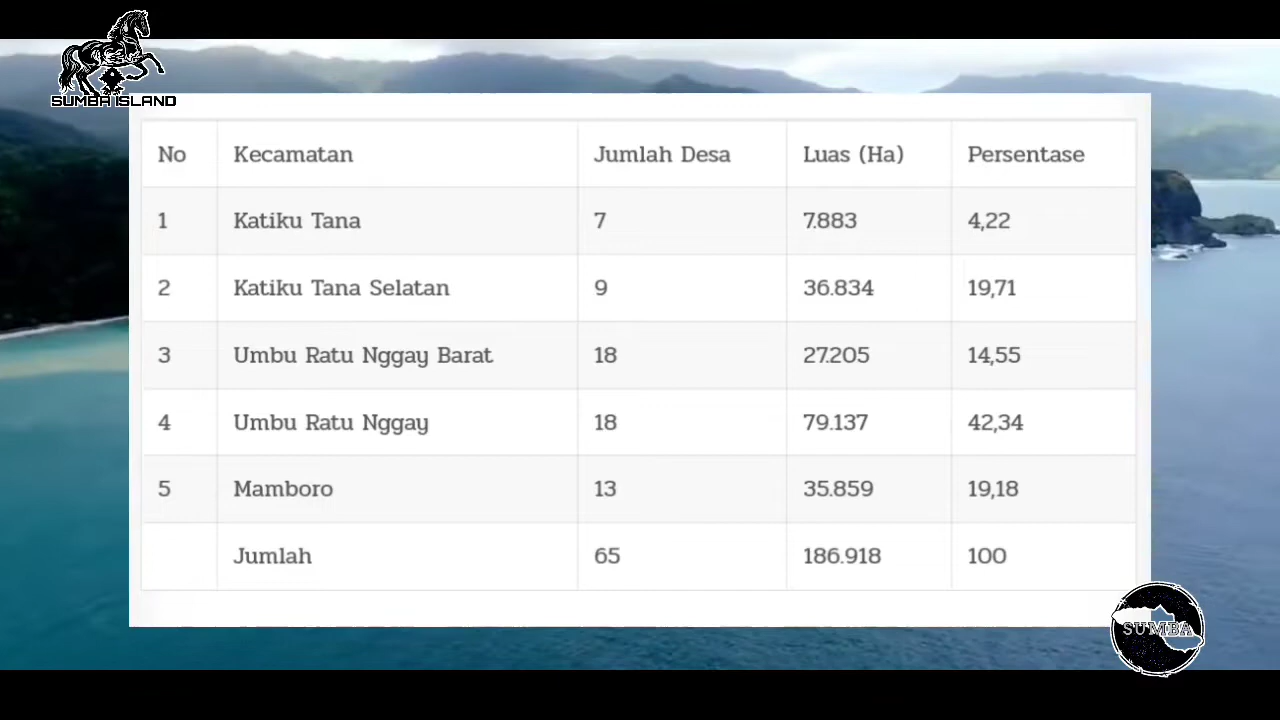 SUMBA ISLAND
No Kecamatan Jumlah Desa Luas (Ha) Persentase
1 Katiku Tana 7 7.883 4,22
2 Katiku Tana Selatan 9 36.834 19,71
3 Umbu Ratu Nggay Barat 18 27.205 14,55
4 Umbu Ratu Nggay 18 79.137 42,34
5 Mamboro 13 35.859 19,18
Jumlah 65 186.918 100
SUMBA